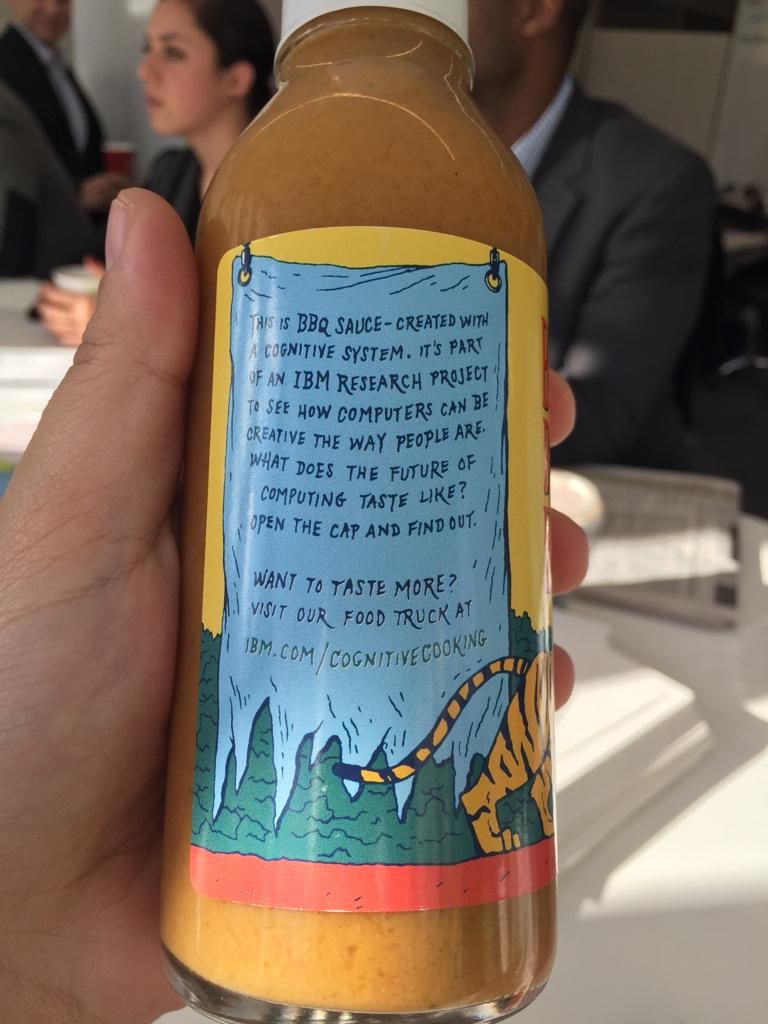 THIS IS BBQ SAUCE-CREATED WITH
A COGNITIVE SYSTEM. IT'S PART
OF AN IBM RESEARCH PROJECT
TO SEE HOW COMPUTERS CAN BE
CREATIVE THE WAY PEOPLE ARE.
WHAT DOES THE FUTURE OF
COMPUTING TASTE LIKE?
OPEN THE CAP AND FIND OUT.
WANT TO TASTE MORE?
VISIT OUR FOOD TRUCK AT
IBM.COM/COGNITIVECOOKING